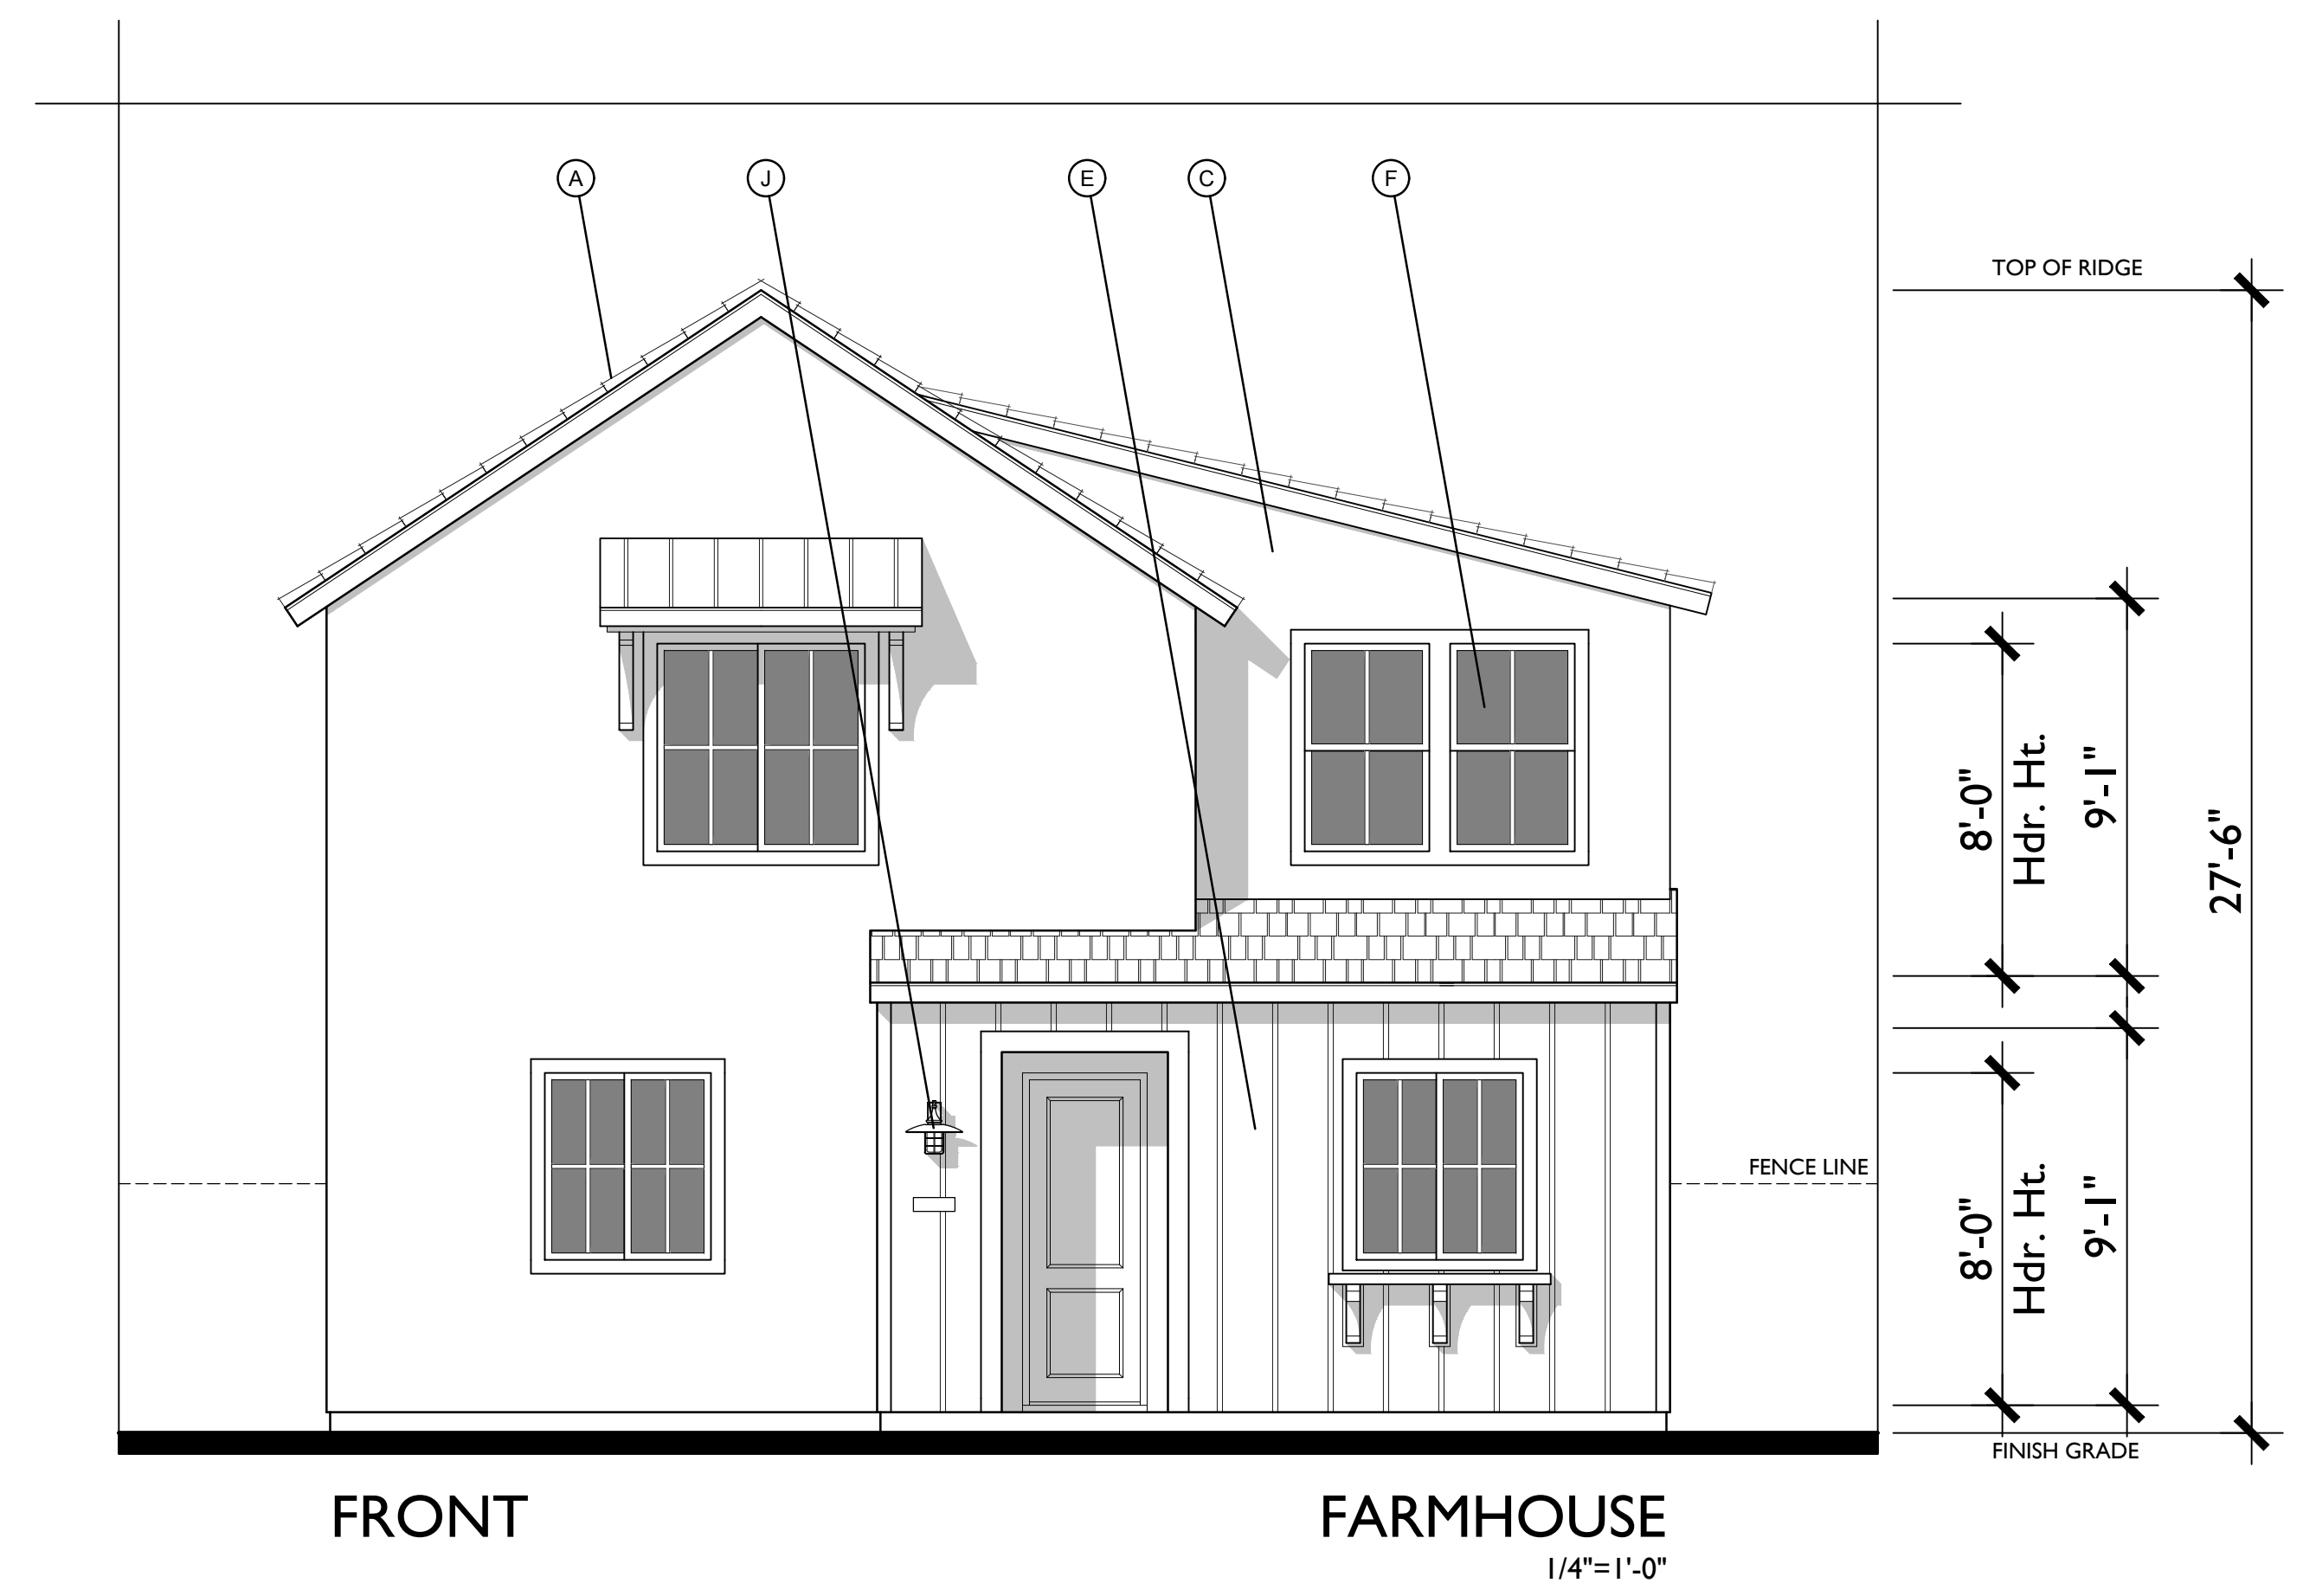 A J E C F
TOP OF RIDGE
8'-0"
Hdr. Ht.
9'-1"
27'-6"
FENCE LINE
8'-0"
Hdr. Ht.
9'-1"
FINISH GRADE
FRONT
FARMHOUSE
1/4"=1'-0"